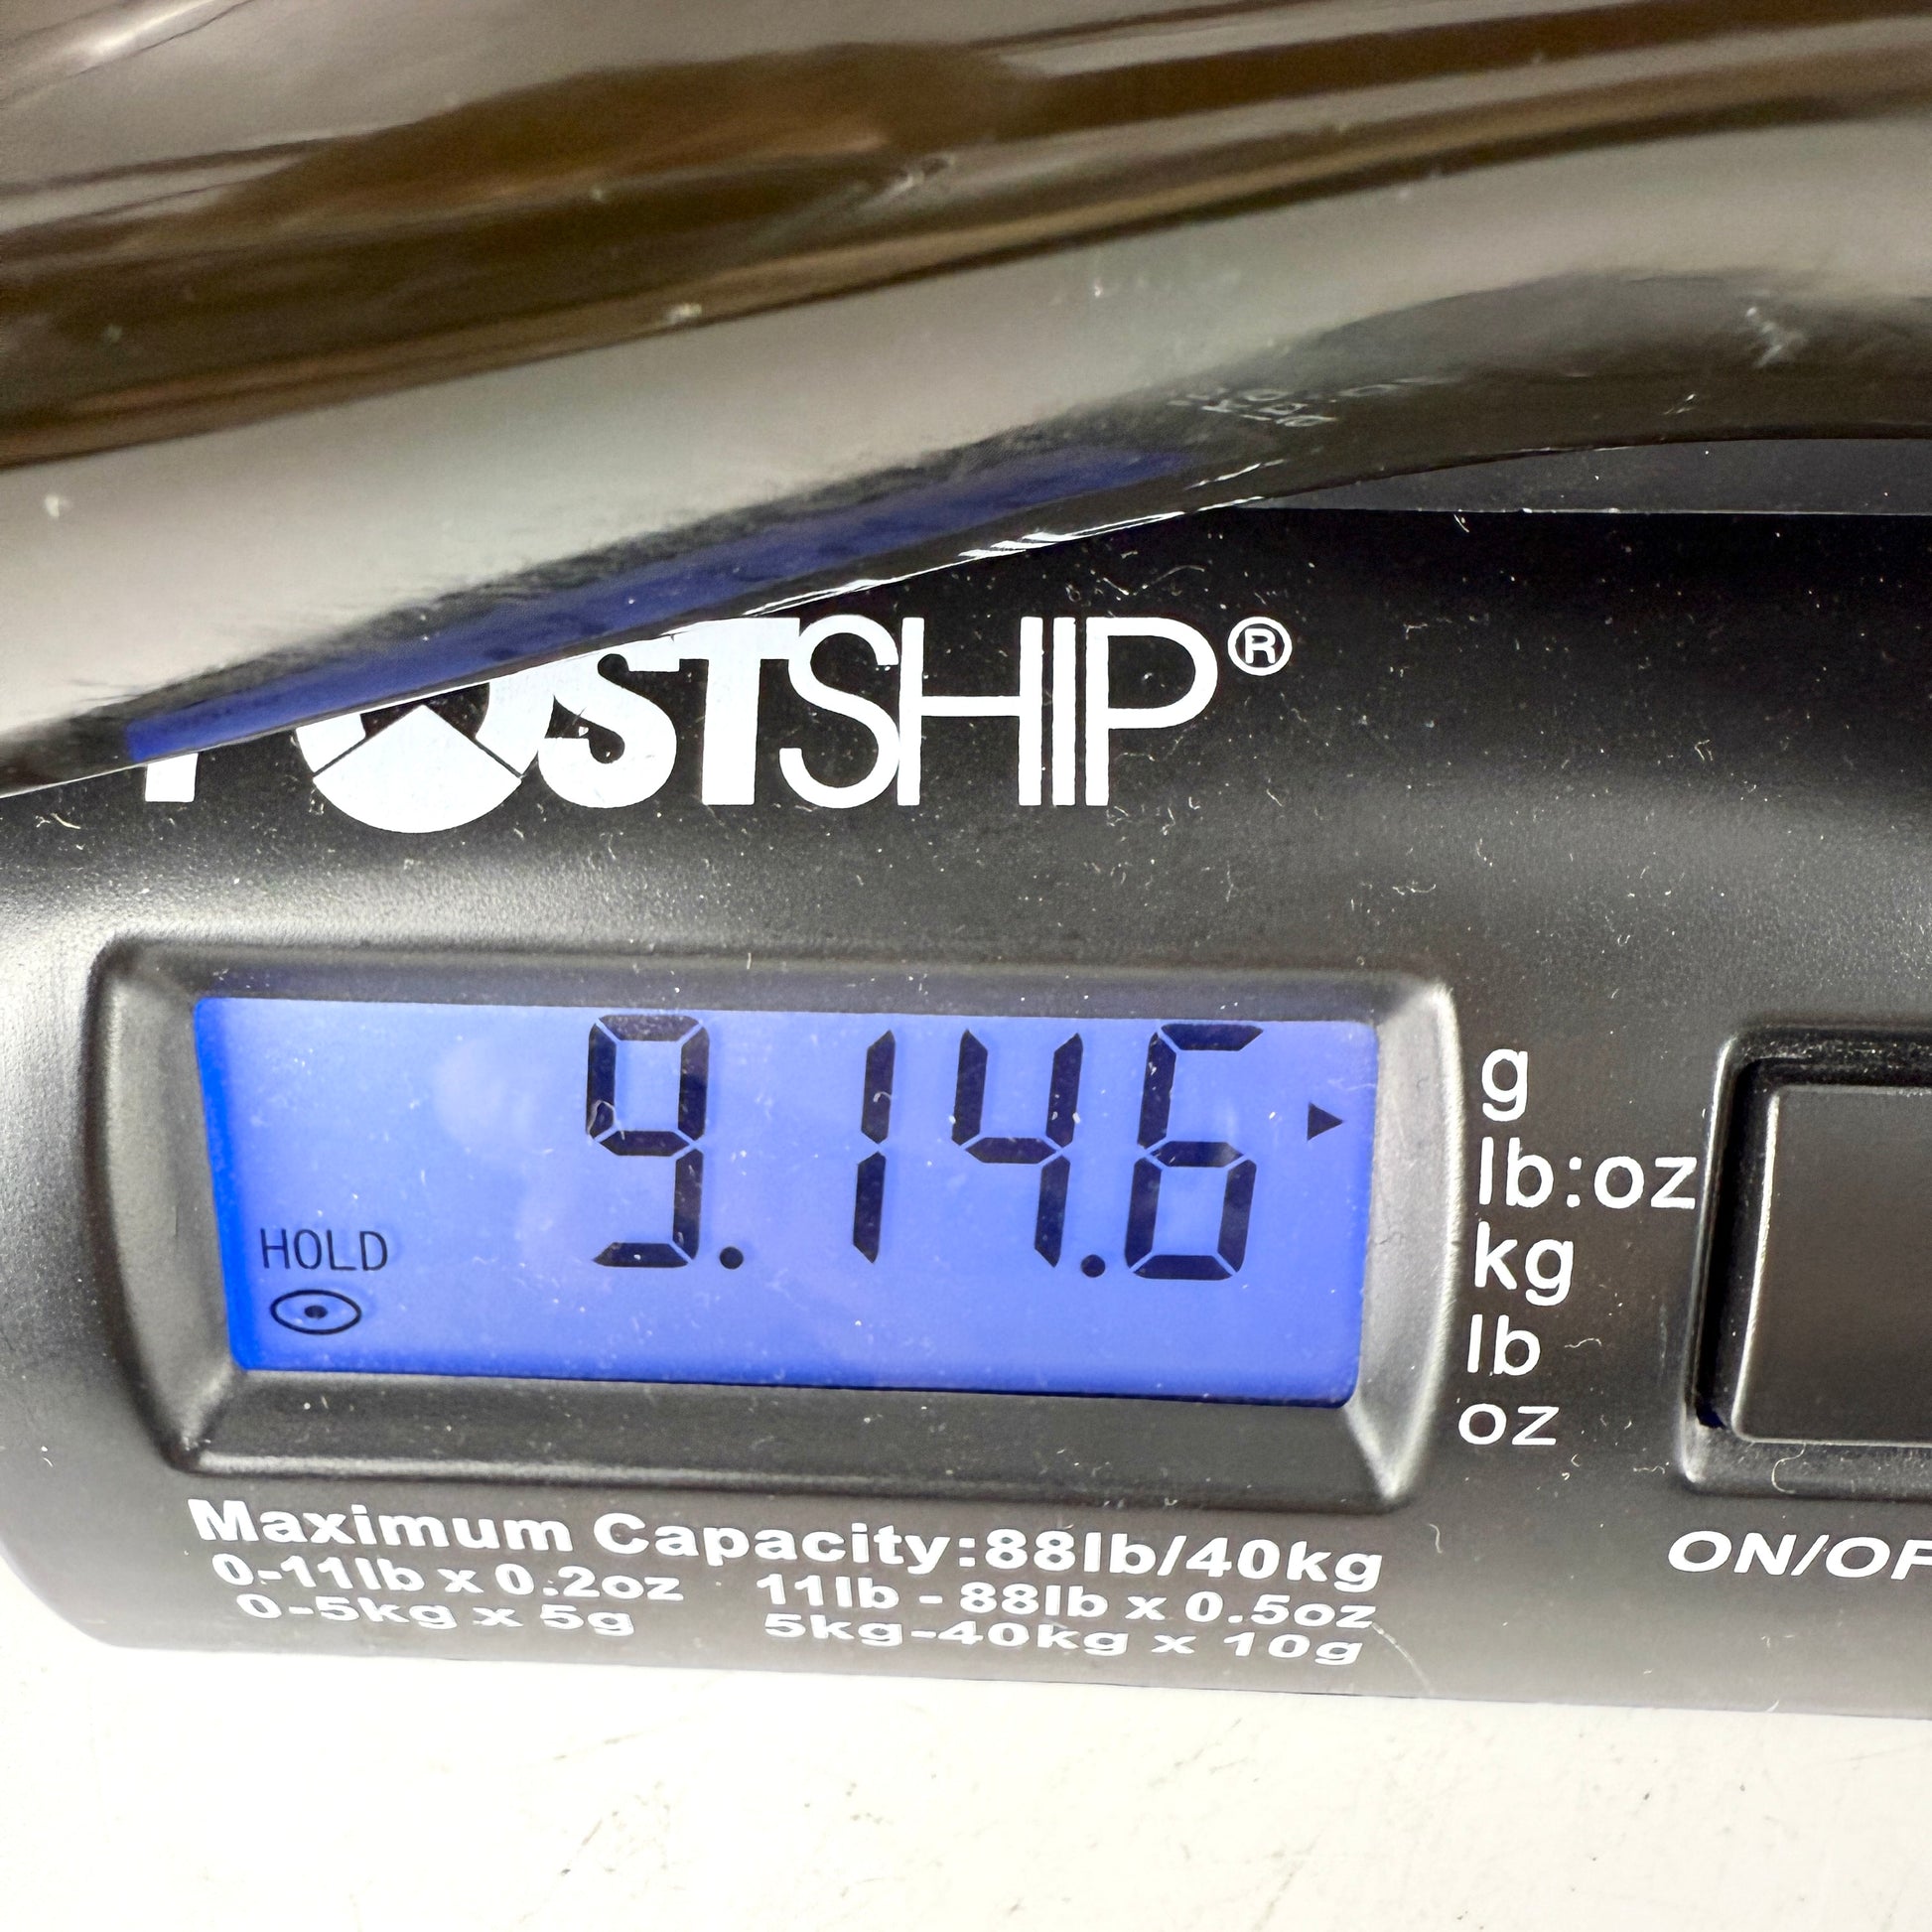 POSTSHIP®
9.14.6
HOLD
g
lb:oz
kg
lb
oz
Maximum Capacity:88lb/40kg
0-11lb x 0.2oz 11lb - 88lb x 0.5oz
0-5kg x 5g 5kg-40kg x 10g